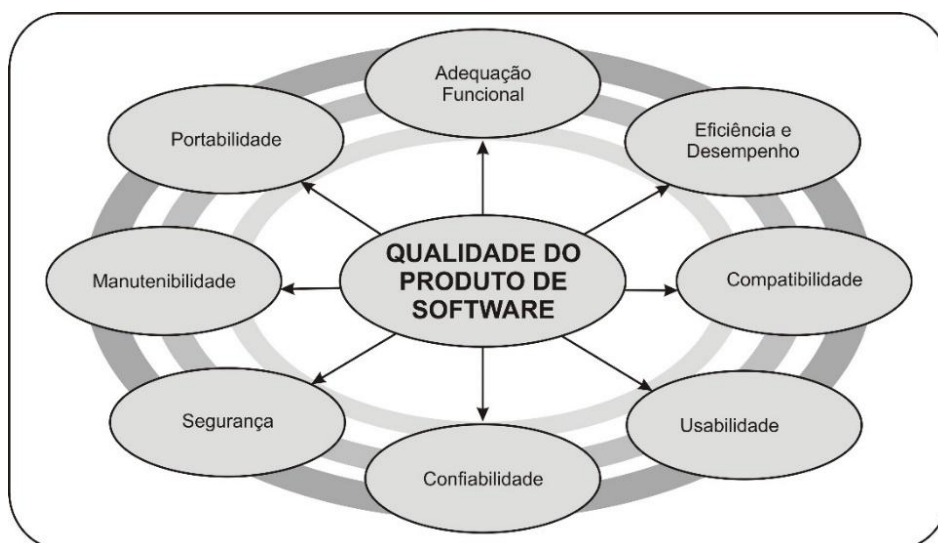 Adequação
Funcional
Portabilidade
Eficiência e
Desempenho
QUALIDADE DO
PRODUTO DE
SOFTWARE
Manutenibilidade
Compatibilidade
Segurança
Usabilidade
Confiabilidade